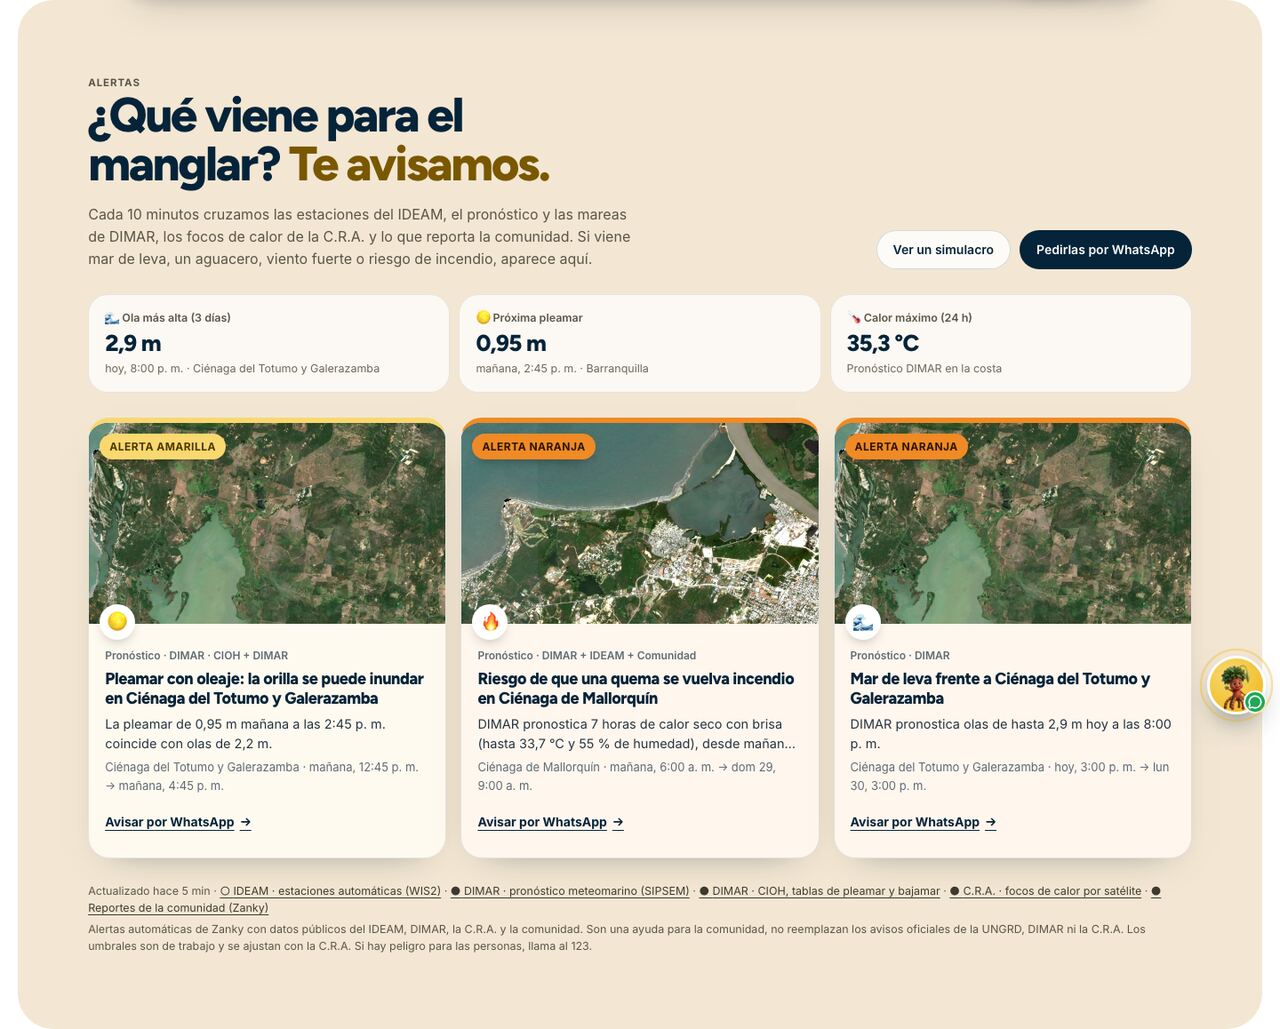 ALERTAS
¿Qué viene para el
manglar? Te avisamos.
Cada 10 minutos cruzamos las estaciones del IDEAM, el pronóstico y las mareas
de DIMAR, los focos de calor de la C.R.A. y lo que reporta la comunidad. Si viene
mar de leva, un aguacero, viento fuerte o riesgo de incendio, aparece aquí.
Ver un simulacro
Pedirlas por WhatsApp
Ola más alta (3 días)
2,9 m
hoy, 8:00 p. m. · Ciénaga del Totumo y Galerazamba
Próxima pleamar
0,95 m
mañana, 2:45 p. m. · Barranquilla
Calor máximo (24 h)
35,3 °C
Pronóstico DIMAR en la costa
ALERTA AMARILLA
Pronóstico · DIMAR · CIOH + DIMAR
Pleamar con oleaje: la orilla se puede inundar
en Ciénaga del Totumo y Galerazamba
La pleamar de 0,95 m mañana a las 2:45 p. m.
coincide con olas de 2,2 m.
Ciénaga del Totumo y Galerazamba · mañana, 12:45 p. m.
→ mañana, 4:45 p. m.
Avisar por WhatsApp →
ALERTA NARANJA
Pronóstico · DIMAR + IDEAM + Comunidad
Riesgo de que una quema se vuelva incendio
en Ciénaga de Mallorquín
DIMAR pronostica 7 horas de calor seco con brisa
(hasta 33,7 °C y 55 % de humedad), desde mañan...
Ciénaga de Mallorquín · mañana, 6:00 a. m. → dom 29,
9:00 a. m.
Avisar por WhatsApp →
ALERTA NARANJA
Pronóstico · DIMAR
Mar de leva frente a Ciénaga del Totumo y
Galerazamba
DIMAR pronostica olas de hasta 2,9 m hoy a las 8:00
p. m.
Ciénaga del Totumo y Galerazamba · hoy, 3:00 p. m. → lun
30, 3:00 p. m.
Avisar por WhatsApp →
Actualizado hace 5 min · ○ IDEAM · estaciones automáticas (WIS2) · ● DIMAR · pronóstico meteomarino (SIPSEM) · ● DIMAR · CIOH, tablas de pleamar y bajamar · ● C.R.A. · focos de calor por satélite · ●
Reportes de la comunidad (Zanky)
Alertas automáticas de Zanky con datos públicos del IDEAM, DIMAR, la C.R.A. y la comunidad. Son una ayuda para la comunidad, no reemplazan los avisos oficiales de la UNGRD, DIMAR ni la C.R.A. Los
umbrales son de trabajo y se ajustan con la C.R.A. Si hay peligro para las personas, llama al 123.